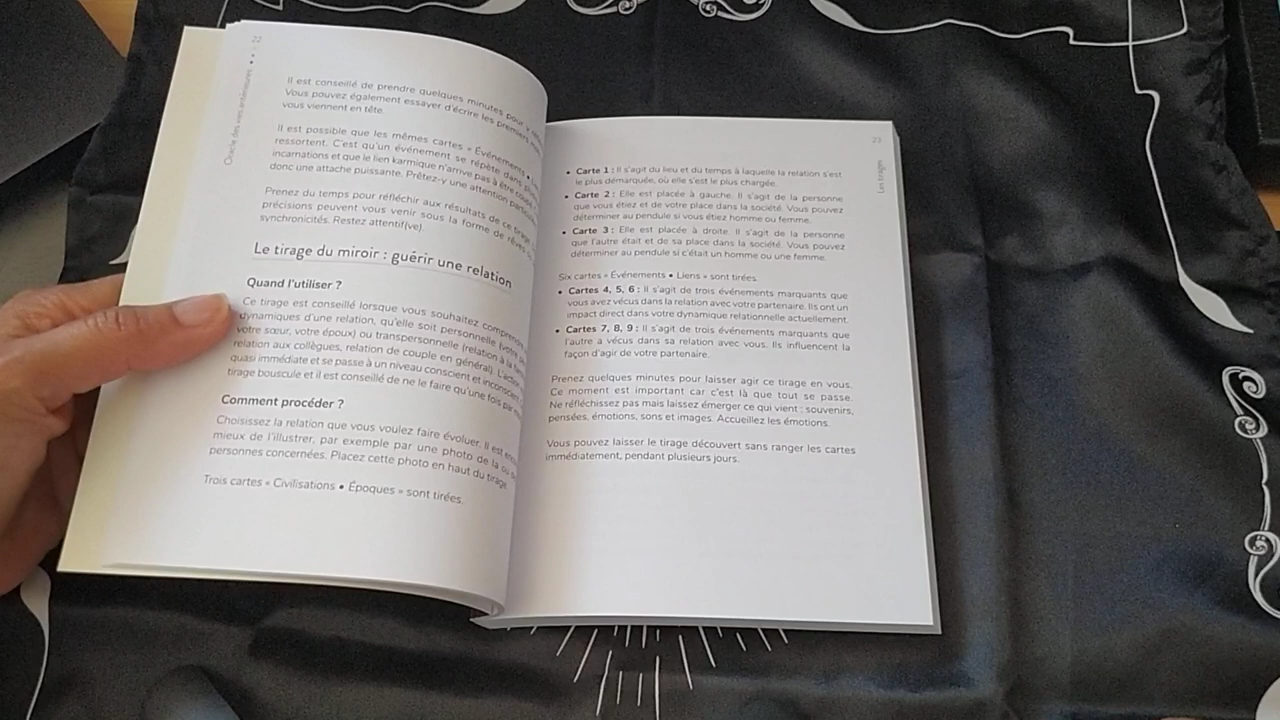 22
Oracle des vies antérieures
Il est conseillé de prendre quelques minutes pour y
Vous pouvez également essayer d'écrire les premiers
vous viennent en tête.
Il est possible que les mêmes cartes « Événements •
ressortent. C'est qu'un événement se répète dans
incarnations et que le lien karmique n'arrive pas à être
donc une attache puissante. Prêtez-y une attention
Prenez du temps pour réfléchir aux résultats de ce tirage.
précisions peuvent vous venir sous la forme de rêves
synchronicités. Restez attentif(ve).
Le tirage du miroir : guérir une relation
Quand l'utiliser ?
Ce tirage est conseillé lorsque vous souhaitez
dynamiques d'une relation, qu'elle soit personnelle
votre sœur, votre époux) ou transpersonnelle (relation à la
relation aux collègues, relation de couple en général).
quasi immédiate et se passe à un niveau conscient et inconscient.
tirage bouscule et il est conseillé de ne le faire qu'une fois par
Comment procéder ?
Choisissez la relation que vous voulez faire évoluer. Il est
mieux de l'illustrer, par exemple par une photo de la ou
personnes concernées. Placez cette photo en haut du tirage.
Trois cartes « Civilisations • Époques » sont tirées.
23
Les tirages
• Carte 1 : Il s'agit du lieu et du temps à laquelle la relation s'est
le plus démarquée, où elle s'est le plus chargée.
• Carte 2 : Elle est placée à gauche. Il s'agit de la personne
que vous étiez et de votre place dans la société. Vous pouvez
déterminer au pendule si vous étiez homme ou femme.
• Carte 3 : Elle est placée à droite. Il s'agit de la personne
que l'autre était et de sa place dans la société. Vous pouvez
déterminer au pendule si c'était un homme ou une femme.
Six cartes « Événements • Liens » sont tirées.
• Cartes 4, 5, 6 : Il s'agit de trois événements marquants que
vous avez vécus dans la relation avec votre partenaire. Ils ont un
impact direct dans votre dynamique relationnelle actuellement.
• Cartes 7, 8, 9 : Il s'agit de trois événements marquants que
l'autre a vécus dans sa relation avec vous. Ils influencent la
façon d'agir de votre partenaire.
Prenez quelques minutes pour laisser agir ce tirage en vous.
Ce moment est important car c'est là que tout se passe.
Ne réfléchissez pas mais laissez émerger ce qui vient : souvenirs,
pensées, émotions, sons et images. Accueillez les émotions.
Vous pouvez laisser le tirage découvert sans ranger les cartes
immédiatement, pendant plusieurs jours.